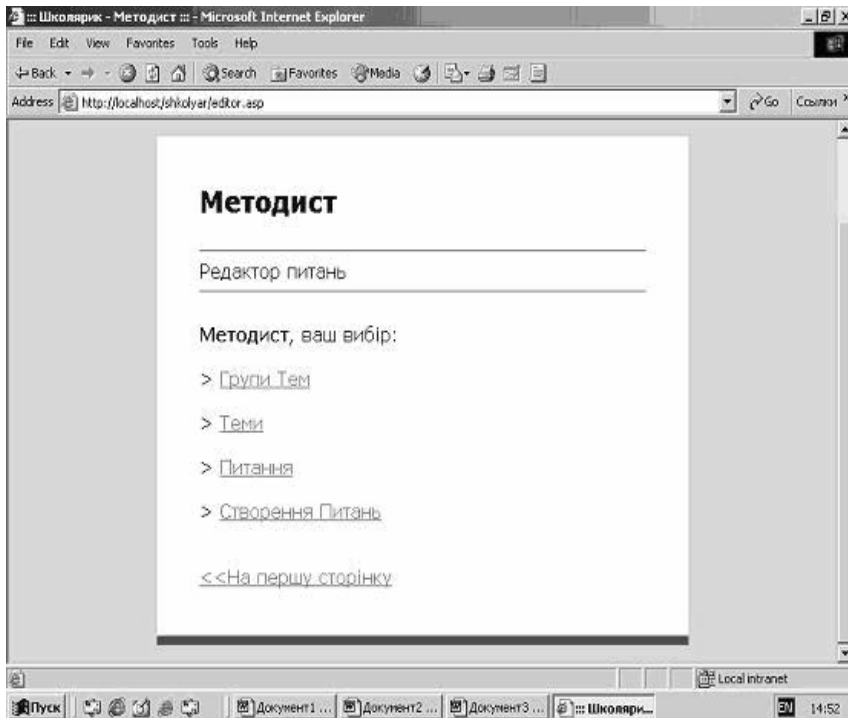 ::: Школярик - Методист ::: - Microsoft Internet Explorer
File Edit View Favorites Tools Help
Back Search Favorites Media
Address http://localhost/shkolyar/editor.asp Go Ссылки
Методист
Редактор питань
Методист, ваш вибір:
> Групи Тем
> Теми
> Питання
> Створення Питань
<<На першу сторінку
Local intranet
Пуск Документ1 ... Документ2 ... Документ3 ... ::: Школяри... EN 14:52